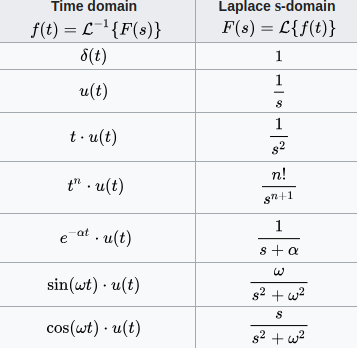 Time domain Laplace s-domain
f(t) = ℒ⁻¹{F(s)} F(s) = ℒ{f(t)}
δ(t) 1
u(t) 1/s
t · u(t) 1/s²
tⁿ · u(t) n!/sⁿ⁺¹
e⁻ᵅᵗ · u(t) 1/(s + α)
sin(ωt) · u(t) ω/(s² + ω²)
cos(ωt) · u(t) s/(s² + ω²)